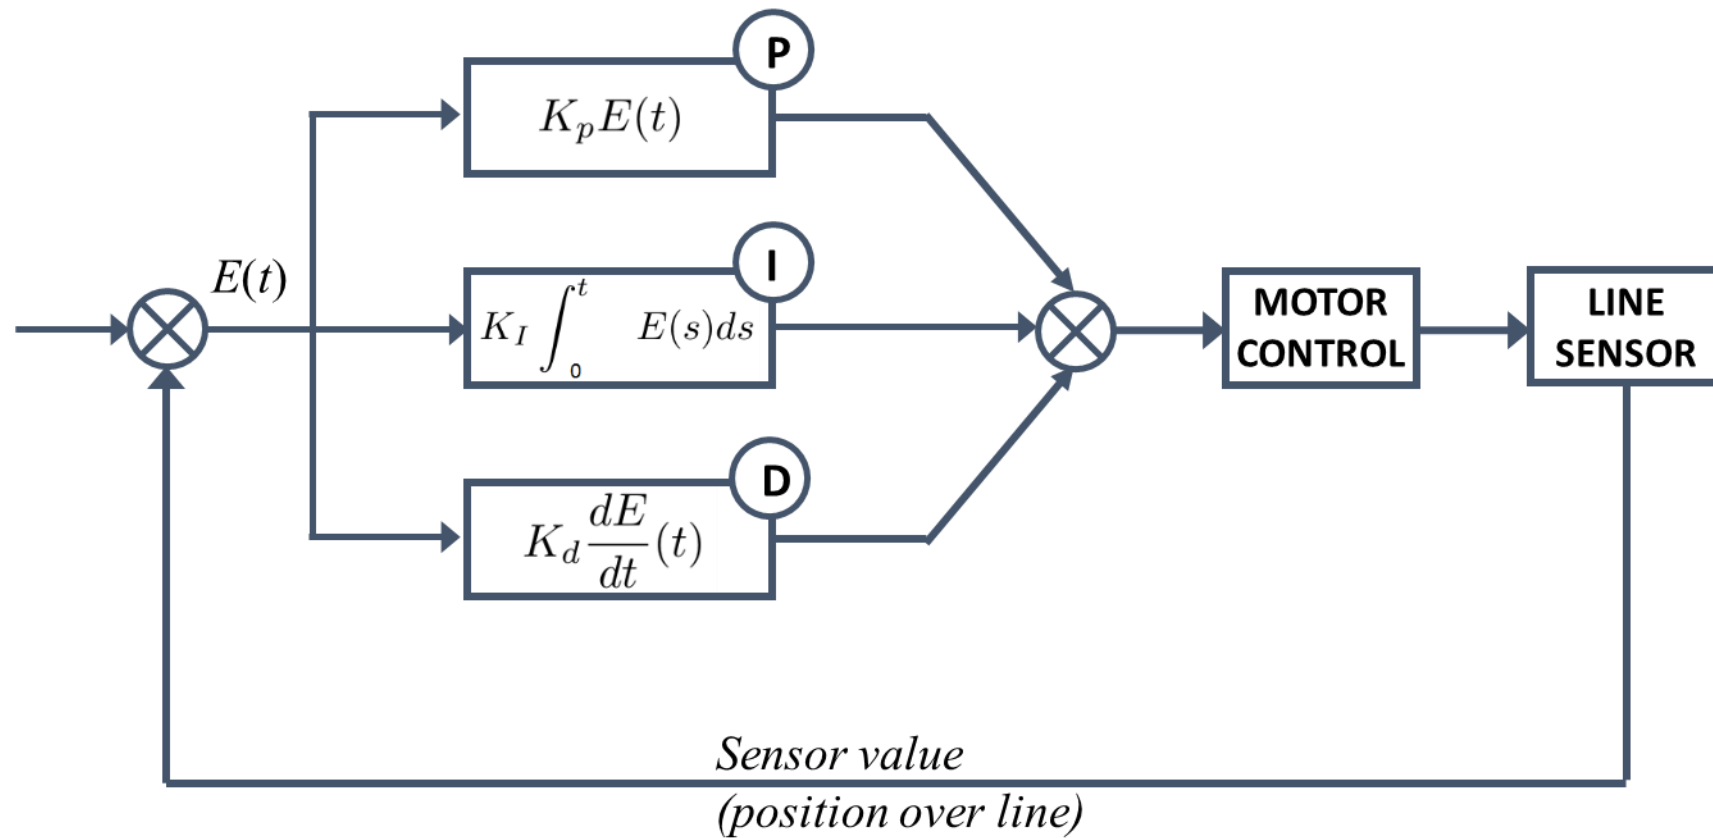 P
K_p E(t)
E(t)
I
K_I ∫_0^t E(s)ds
MOTOR
CONTROL
LINE
SENSOR
D
K_d dE/dt (t)
Sensor value
(position over line)